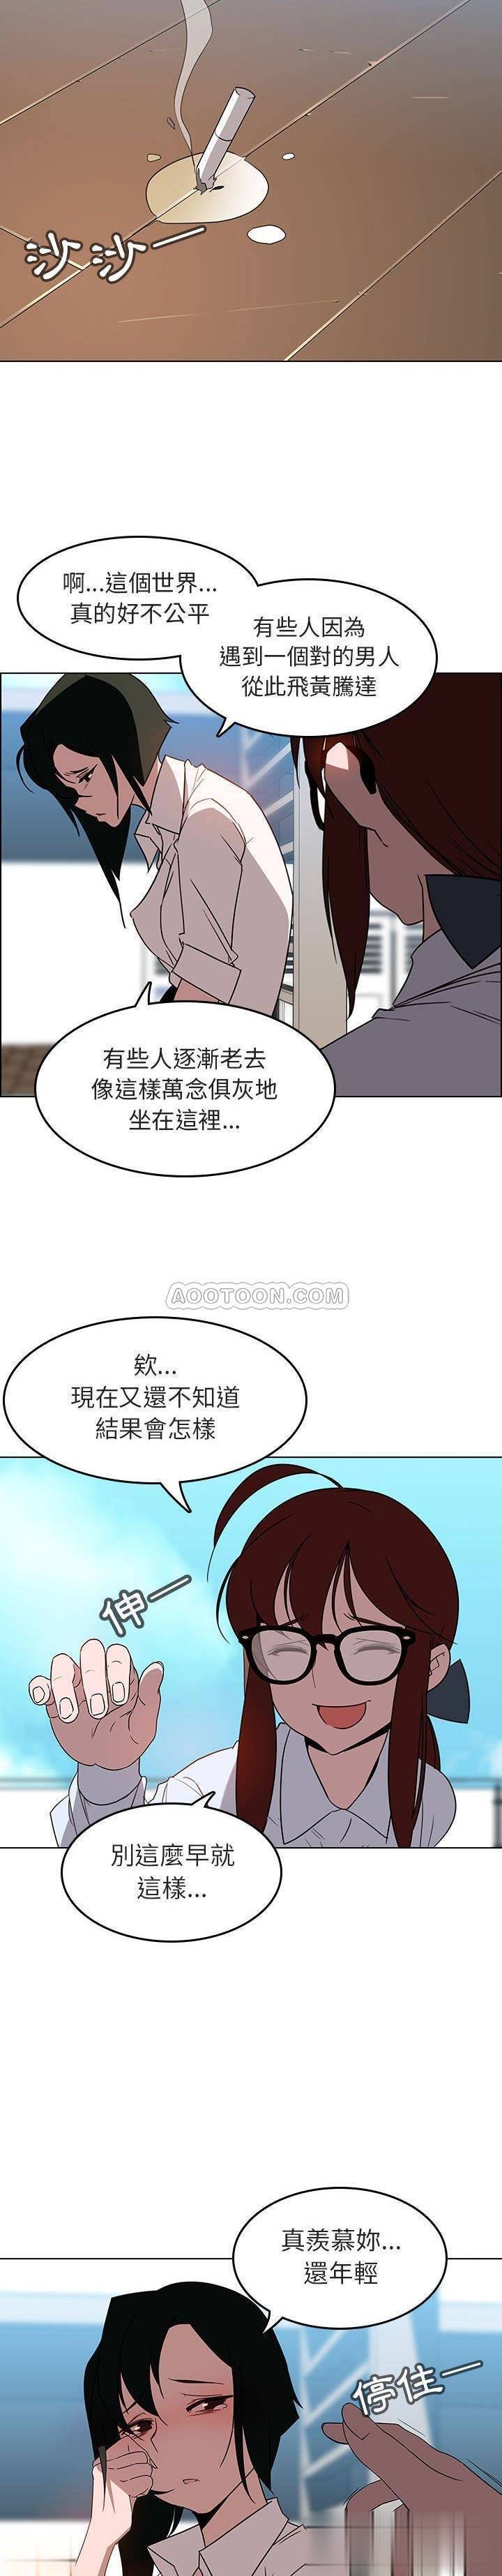 沙沙—
啊...這個世界...
真的好不公平
有些人因為
遇到一個對的男人
從此飛黃騰達
有些人逐漸老去
像這樣萬念俱灰地
坐在這裡...
AOOTOON.COM
欸...
現在又還不知道
結果會怎樣
伸—
別這麼早就
這樣...
真羨慕妳...
還年輕
停住—